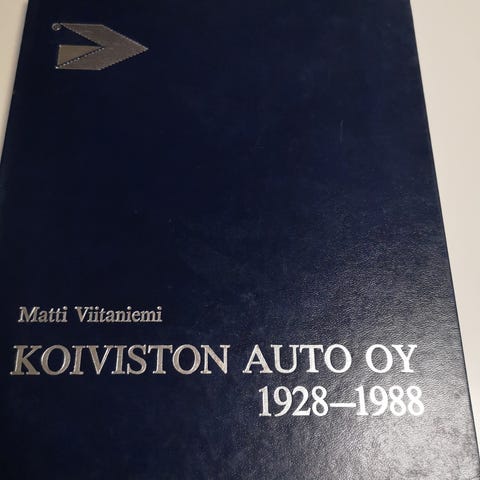 Matti Viitaniemi
KOIVISTON AUTO OY
1928–1988